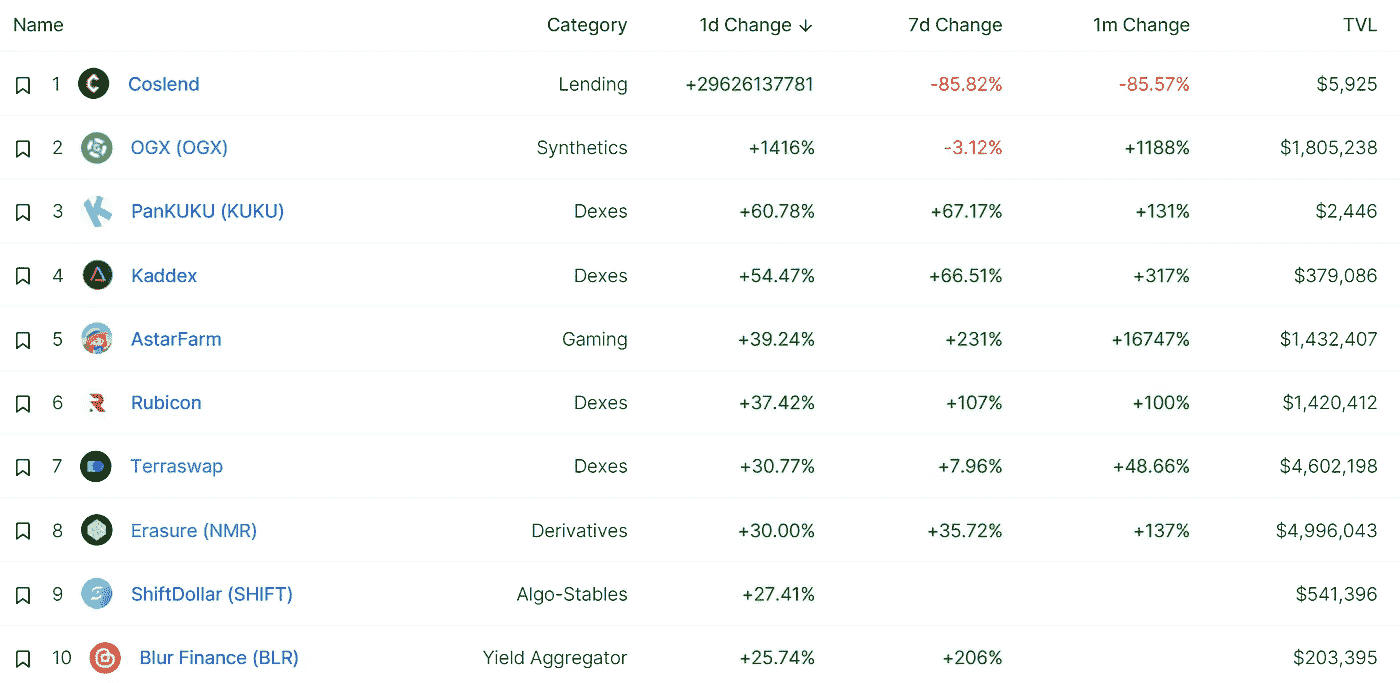 Name Category 1d Change ↓ 7d Change 1m Change TVL
1 Coslend Lending +29626137781 -85.82% -85.57% $5,925
2 OGX (OGX) Synthetics +1416% -3.12% +1188% $1,805,238
3 PanKUKU (KUKU) Dexes +60.78% +67.17% +131% $2,446
4 Kaddex Dexes +54.47% +66.51% +317% $379,086
5 AstarFarm Gaming +39.24% +231% +16747% $1,432,407
6 Rubicon Dexes +37.42% +107% +100% $1,420,412
7 Terraswap Dexes +30.77% +7.96% +48.66% $4,602,198
8 Erasure (NMR) Derivatives +30.00% +35.72% +137% $4,996,043
9 ShiftDollar (SHIFT) Algo-Stables +27.41% $541,396
10 Blur Finance (BLR) Yield Aggregator +25.74% +206% $203,395